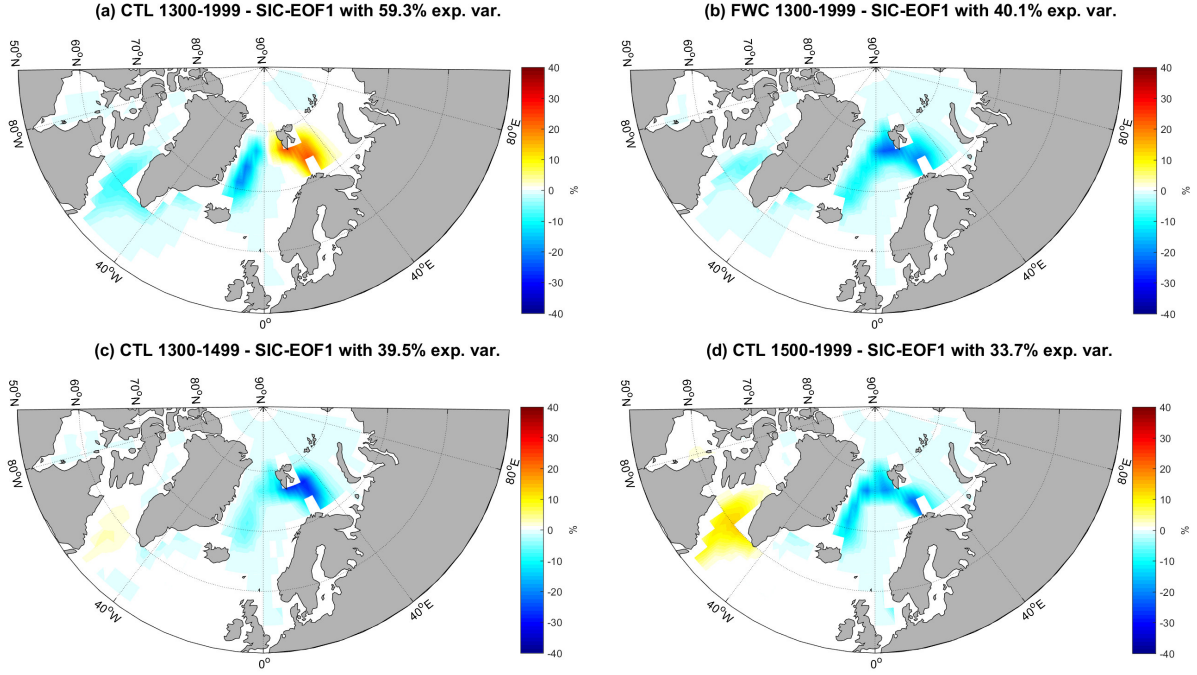 (a) CTL 1300-1999 - SIC-EOF1 with 59.3% exp. var.
50°N
60°N
70°N
80°N
90°N
80°W
40°W
0°
40°E
80°E
40
30
20
10
0
-10
-20
-30
-40
%
(b) FWC 1300-1999 - SIC-EOF1 with 40.1% exp. var.
50°N
60°N
70°N
80°N
90°N
80°W
40°W
0°
40°E
80°E
40
30
20
10
0
-10
-20
-30
-40
%
(c) CTL 1300-1499 - SIC-EOF1 with 39.5% exp. var.
50°N
60°N
70°N
80°N
90°N
80°W
40°W
0°
40°E
80°E
40
30
20
10
0
-10
-20
-30
-40
%
(d) CTL 1500-1999 - SIC-EOF1 with 33.7% exp. var.
50°N
60°N
70°N
80°N
90°N
80°W
40°W
0°
40°E
80°E
40
30
20
10
0
-10
-20
-30
-40
%